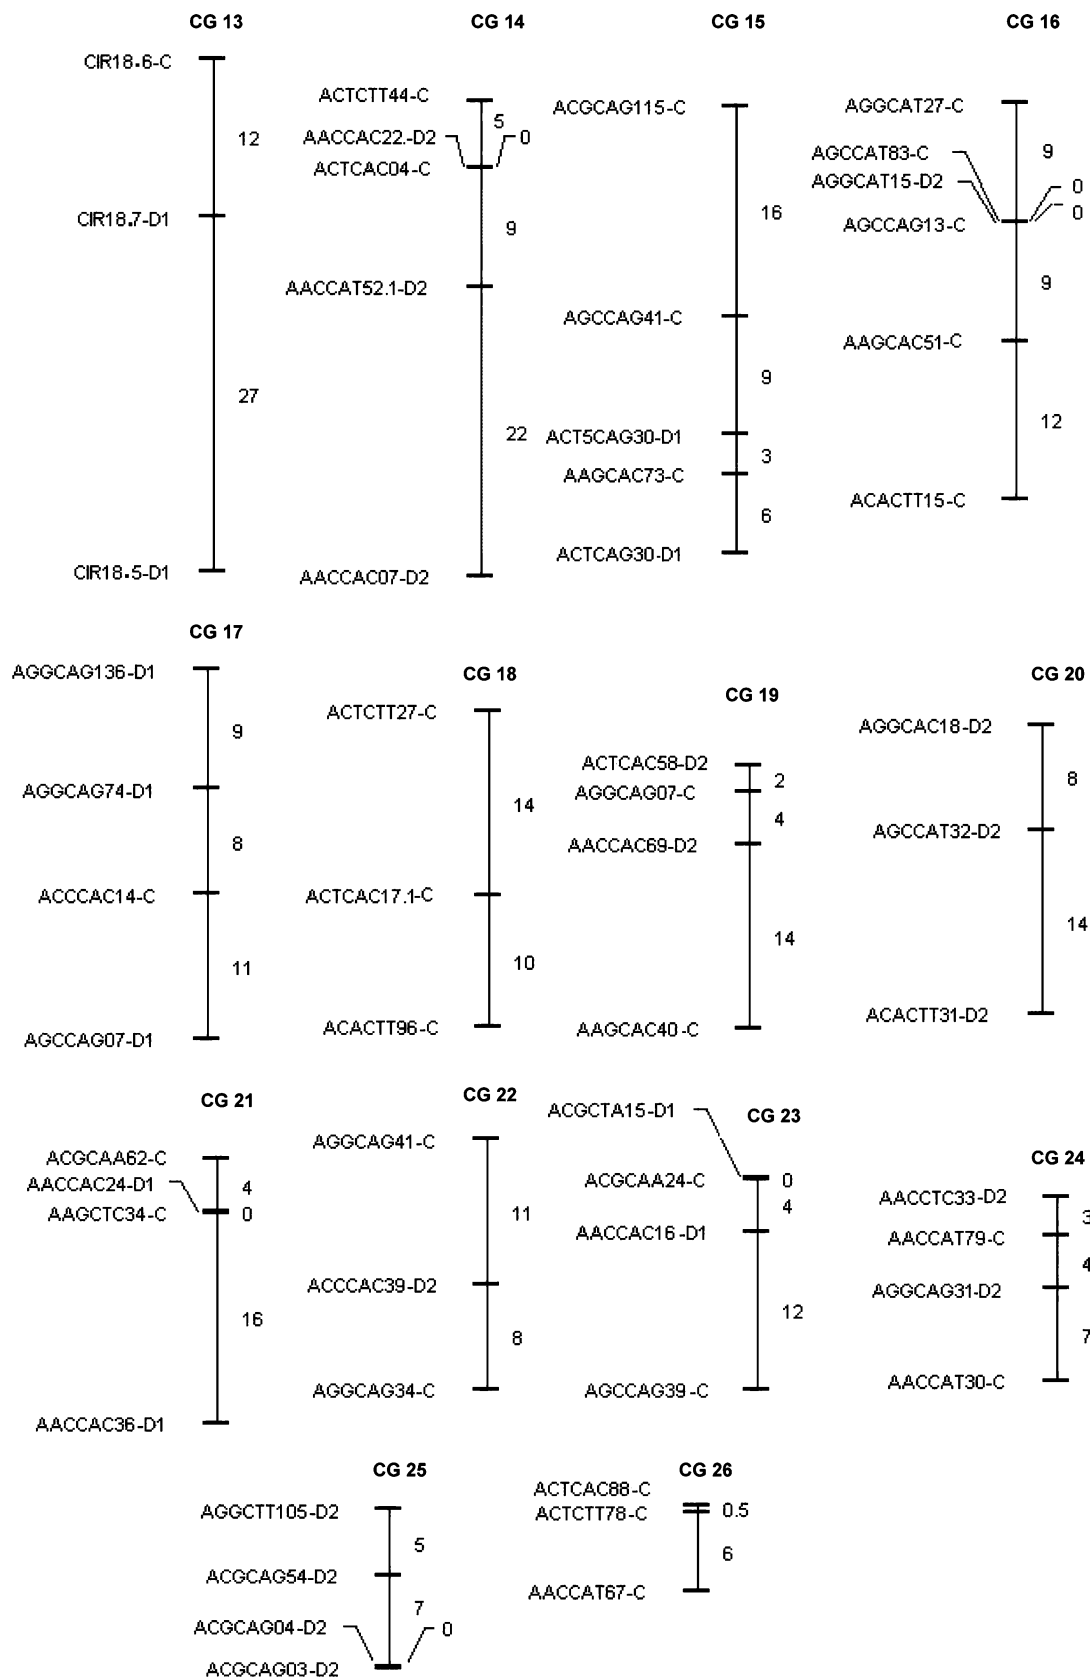 CG 13
CIR18.6-C
12
CIR18.7-D1
27
CIR18.5-D1
CG 14
ACTCTT44-C
5
AACCAC22.-D2
0
ACTCAC04-C
9
AACCAT52.1-D2
22
AACCAC07-D2
CG 15
ACGCAG115-C
16
AGCCAG41-C
9
ACT5CAG30-D1
3
AAGCAC73-C
6
ACTCAG30-D1
CG 16
AGGCAT27-C
9
AGCCAT83-C
0
AGGCAT15-D2
0
AGCCAG13-C
9
AAGCAC51-C
12
ACACTT15-C
CG 17
AGGCAG136-D1
9
AGGCAG74-D1
8
ACCCAC14-C
11
AGCCAG07-D1
CG 18
ACTCTT27-C
14
ACTCAC17.1-C
10
ACACTT96-C
CG 19
ACTCAC58-D2
2
AGGCAG07-C
4
AACCAC69-D2
14
AAGCAC40-C
CG 20
AGGCAC18-D2
8
AGCCAT32-D2
14
ACACTT31-D2
CG 21
ACGCAA62-C
4
AACCAC24-D1
AAGCTC34-C
0
16
AACCAC36-D1
CG 22
AGGCAG41-C
11
ACCCAC39-D2
8
AGGCAG34-C
CG 23
ACGCTA15-D1
ACGCAA24-C
0
4
AACCAC16-D1
12
AGCCAG39-C
CG 24
AACCTC33-D2
3
AACCAT79-C
4
AGGCAG31-D2
7
AACCAT30-C
CG 25
AGGCTT105-D2
5
ACGCAG54-D2
7
ACGCAG04-D2
0
ACGCAG03-D2
CG 26
ACTCAC88-C
0.5
ACTCTT78-C
6
AACCAT67-C